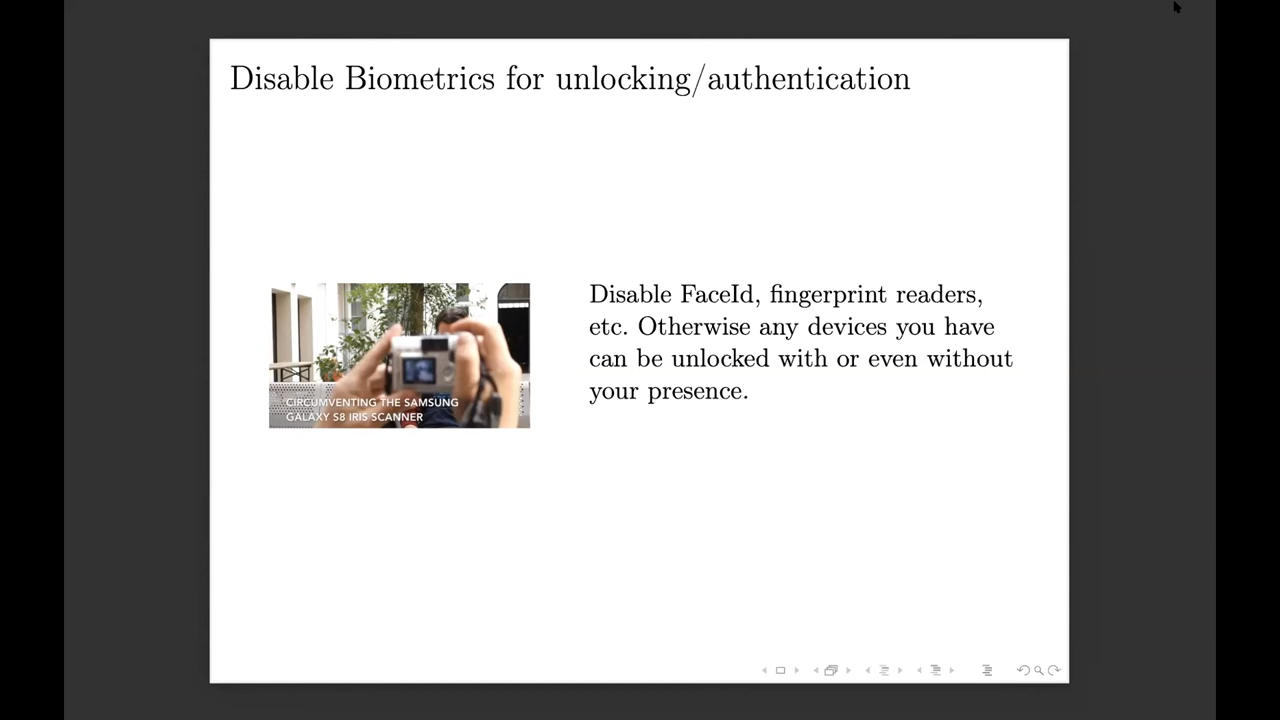 Disable Biometrics for unlocking/authentication
CIRCUMVENTING THE SAMSUNG
GALAXY S8 IRIS SCANNER
Disable FaceId, fingerprint readers,
etc. Otherwise any devices you have
can be unlocked with or even without
your presence.